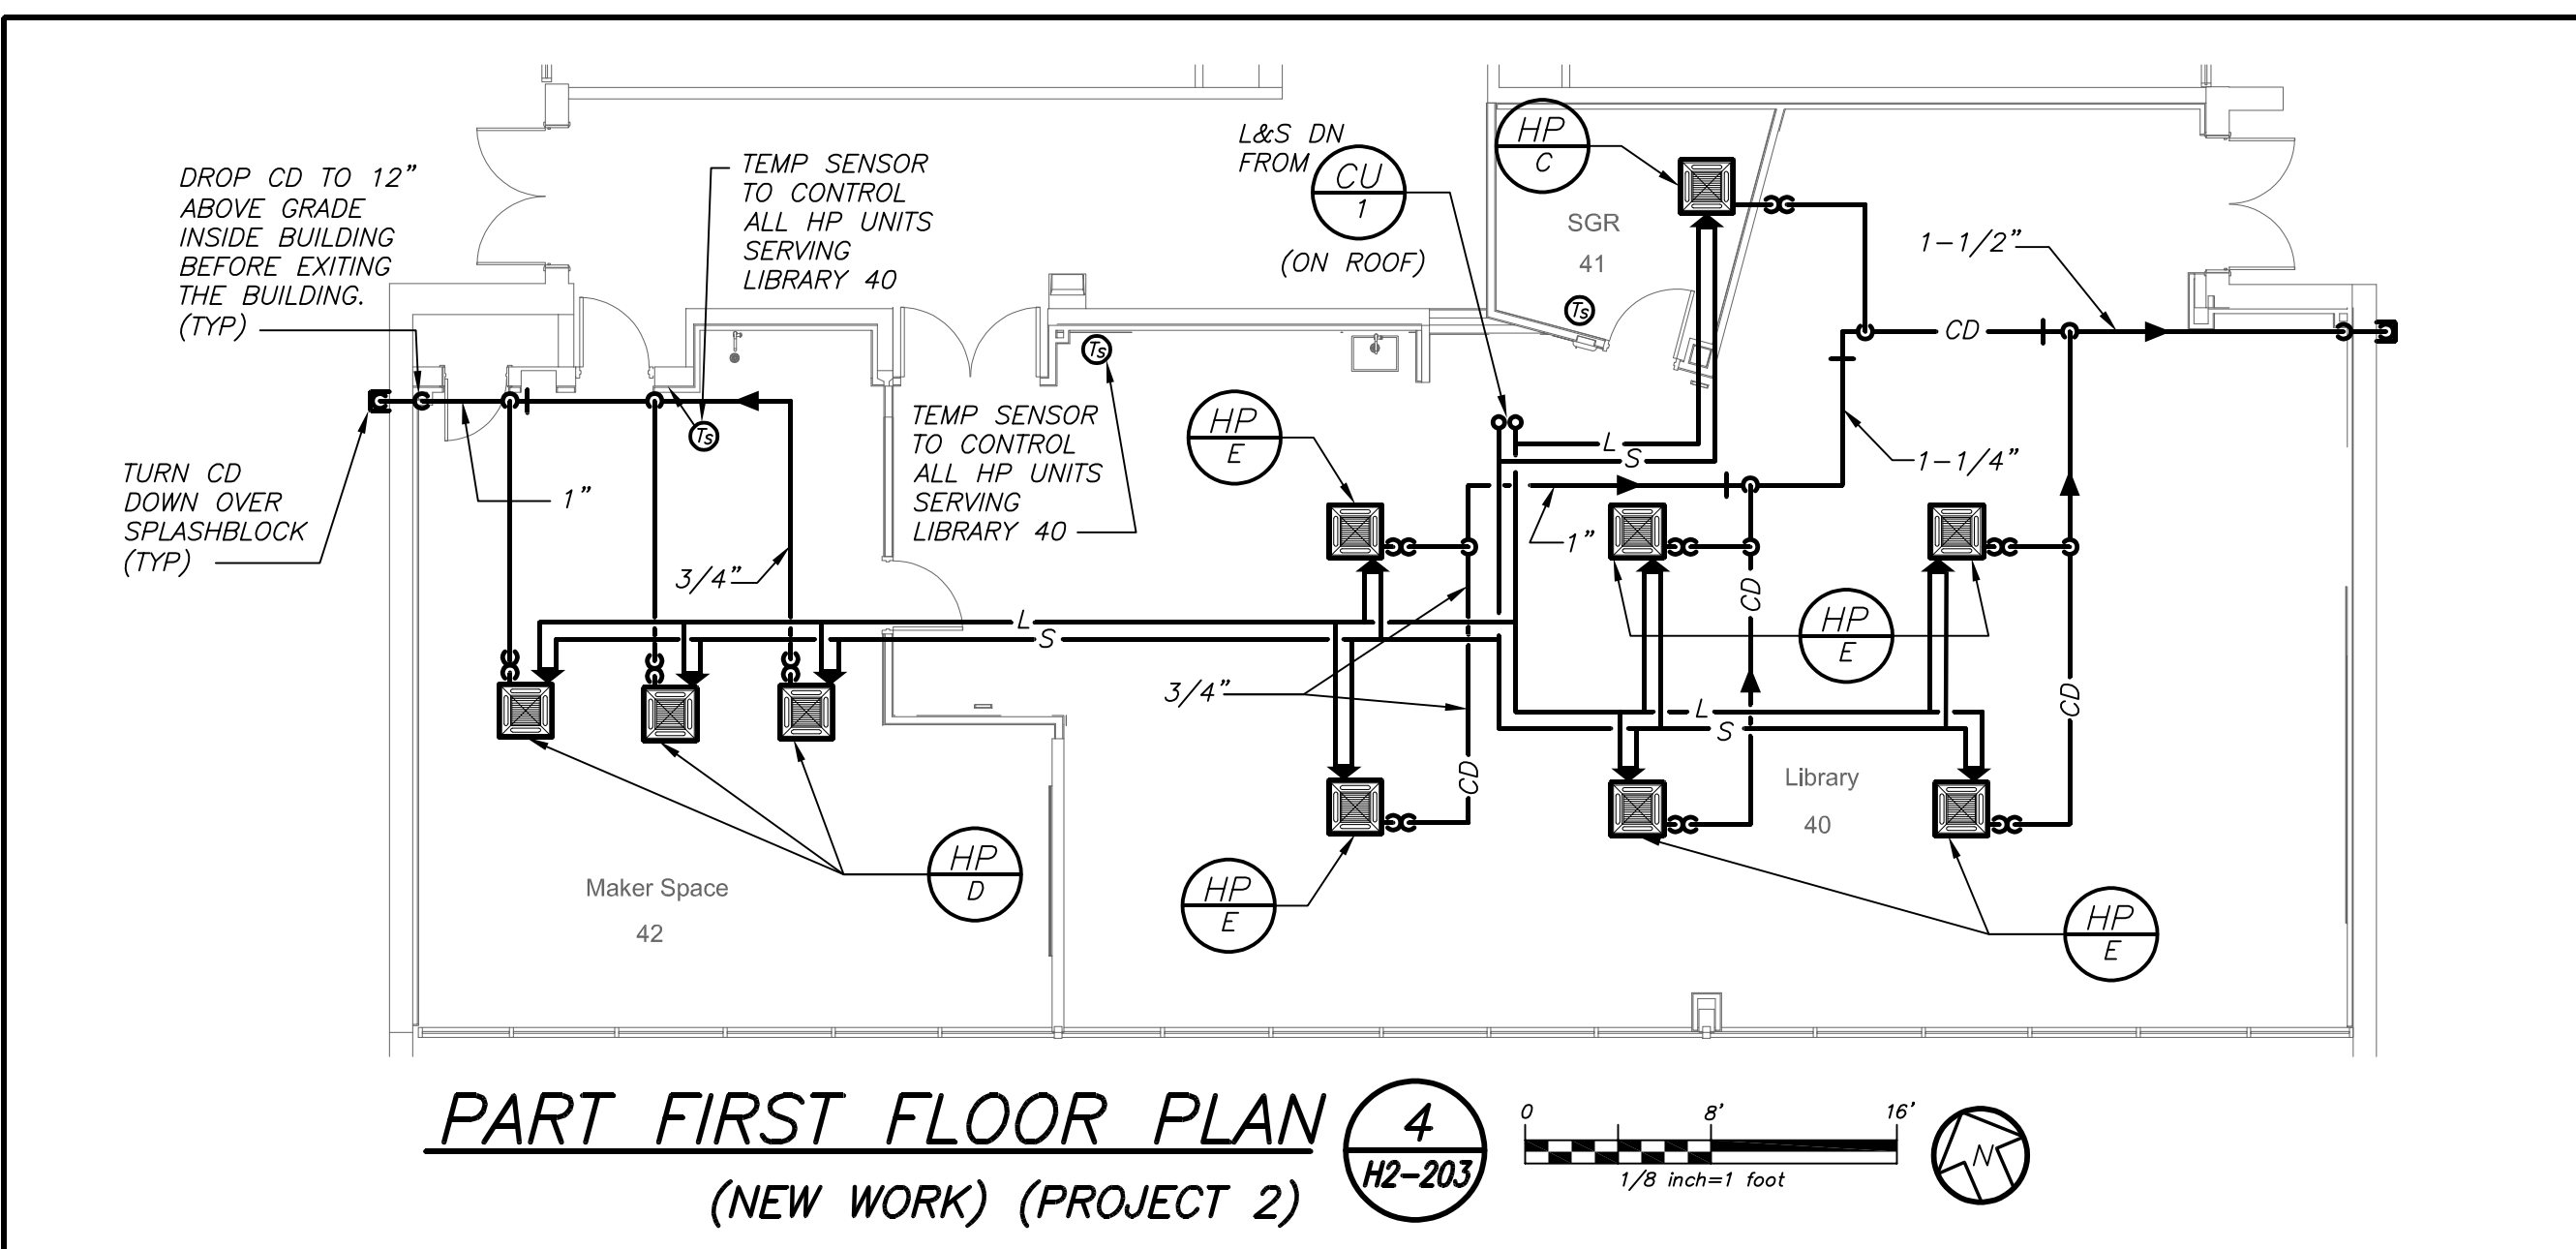 DROP CD TO 12"
ABOVE GRADE
INSIDE BUILDING
BEFORE EXITING
THE BUILDING.
(TYP)
TEMP SENSOR
TO CONTROL
ALL HP UNITS
SERVING
LIBRARY 40
L&S DN
FROM
CU
1
(ON ROOF)
HP
C
SGR
41
Ts
1-1/2"
CD
Ts
TEMP SENSOR
TO CONTROL
ALL HP UNITS
SERVING
LIBRARY 40
Ts
TURN CD
DOWN OVER
SPLASHBLOCK
(TYP)
1"
3/4"
HP
E
L
S
1-1/4"
1"
CD
HP
E
L
S
3/4"
CD
L
S
CD
Library
40
HP
D
Maker Space
42
HP
E
HP
E
PART FIRST FLOOR PLAN
(NEW WORK) (PROJECT 2)
4
H2-203
0 8' 16'
1/8 inch=1 foot
N